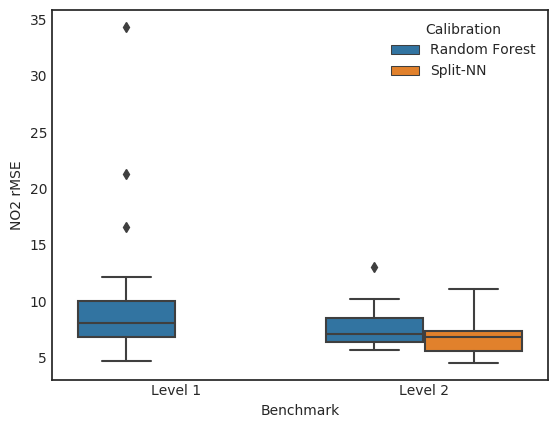 35
30
25
20
15
10
5
NO2 rMSE
Calibration
Random Forest
Split-NN
Level 1
Level 2
Benchmark